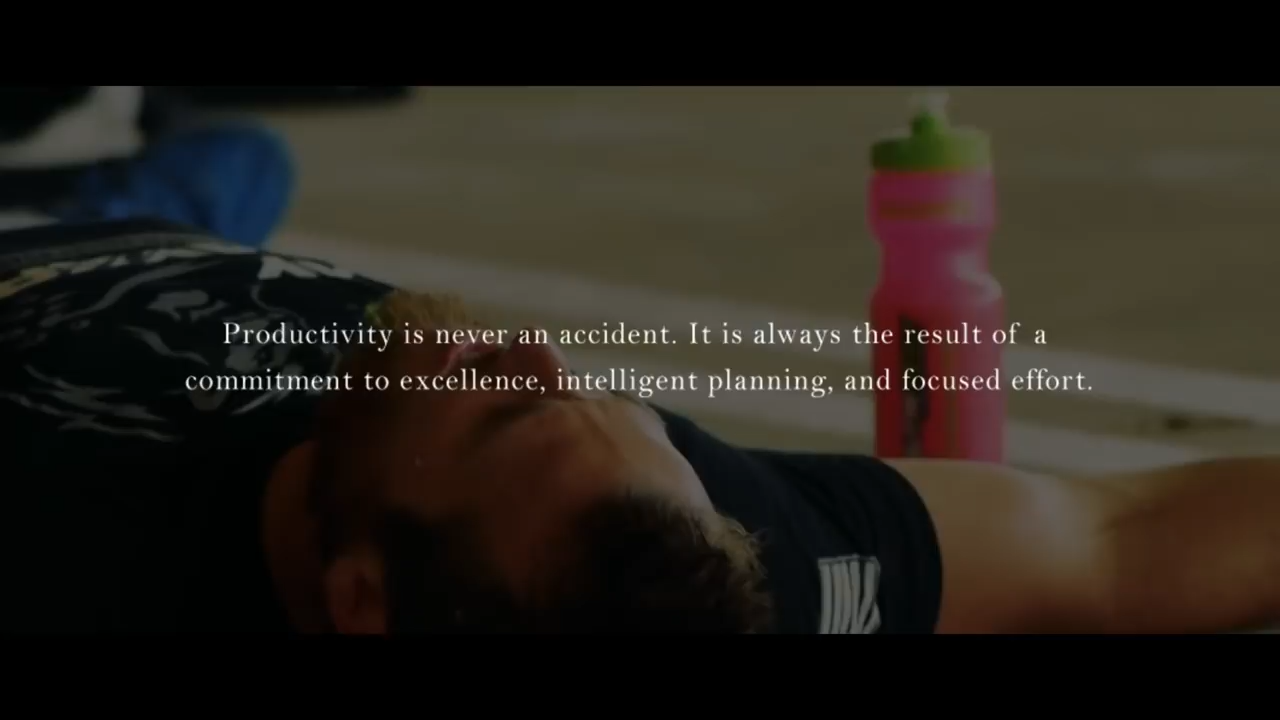 Productivity is never an accident. It is always the result of a
commitment to excellence, intelligent planning, and focused effort.